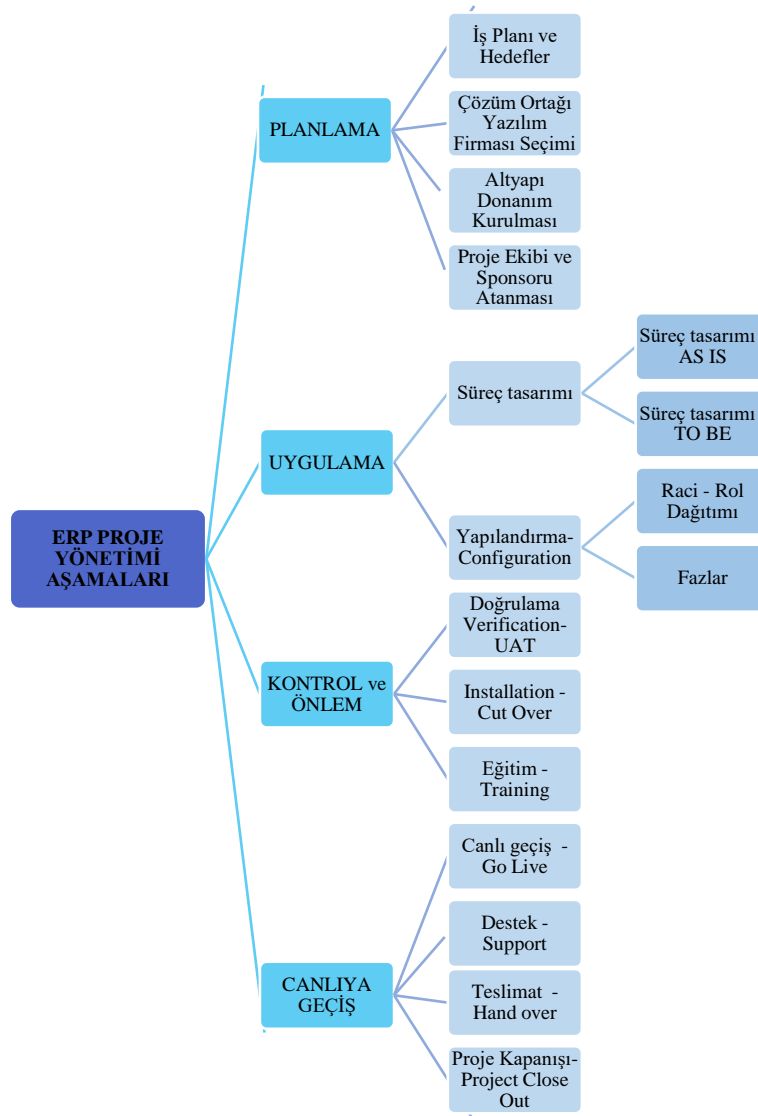 İş Planı ve
Hedefler
PLANLAMA
Çözüm Ortağı
Yazılım
Firması Seçimi
Altyapı
Donanım
Kurulması
Proje Ekibi ve
Sponsoru
Atanması
Süreç tasarımı
Süreç tasarımı
AS IS
Süreç tasarımı
TO BE
UYGULAMA
Yapılandırma-
Configuration
Raci - Rol
Dağıtımı
Fazlar
ERP PROJE
YÖNETİMİ
AŞAMALARI
Doğrulama
Verification-
UAT
KONTROL ve
ÖNLEM
Installation -
Cut Over
Eğitim -
Training
Canlı geçiş  -
Go Live
Destek -
Support
CANLIYA
GEÇİŞ
Teslimat  -
Hand over
Proje Kapanışı-
Project Close
Out